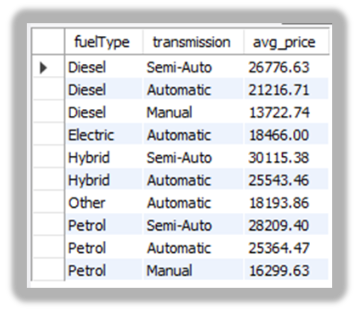 fuelType transmission avg_price
Diesel Semi-Auto 26776.63
Diesel Automatic 21216.71
Diesel Manual 13722.74
Electric Automatic 18466.00
Hybrid Semi-Auto 30115.38
Hybrid Automatic 25543.46
Other Automatic 18193.86
Petrol Semi-Auto 28209.40
Petrol Automatic 25364.47
Petrol Manual 16299.63